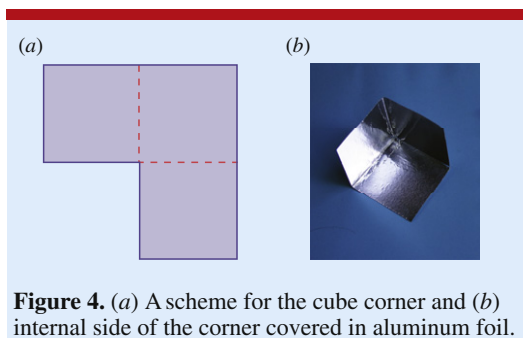 (a)
(b)
Figure 4. (a) A scheme for the cube corner and (b)
internal side of the corner covered in aluminum foil.